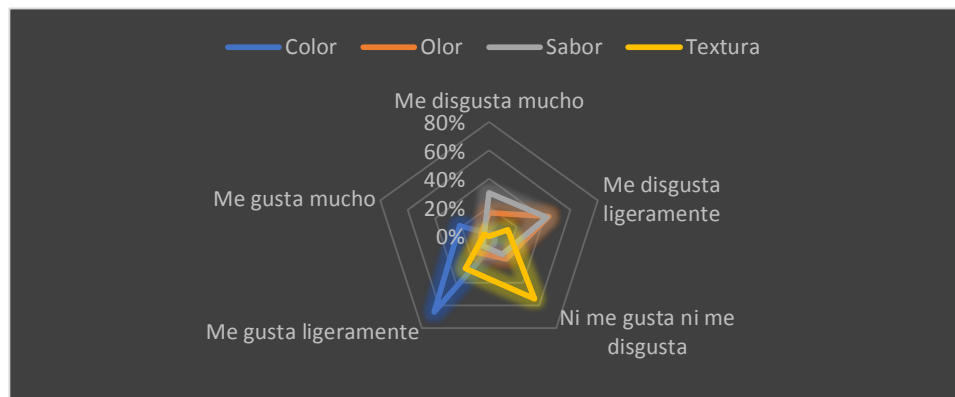 Color Olor Sabor Textura
Me disgusta mucho
80%
60%
40%
20%
0%
Me disgusta
ligeramente
Ni me gusta ni me
disgusta
Me gusta ligeramente
Me gusta mucho